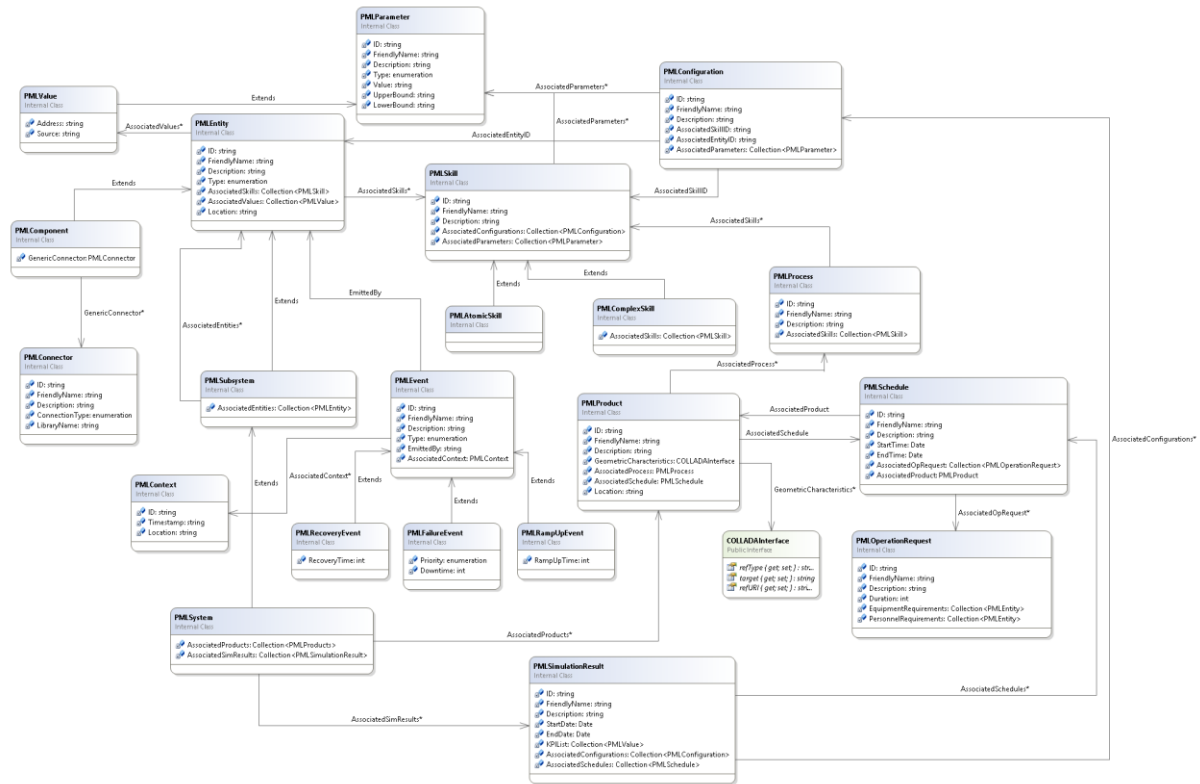 PMLParameter
Internal Class
ID: string
FriendlyName: string
Description: string
Type: enumeration
Value: string
UpperBound: string
LowerBound: string
PMLConfiguration
Internal Class
ID: string
FriendlyName: string
Description: string
AssociatedSkillID: string
AssociatedEntityID: string
AssociatedParameters: Collection<PMLParameter>
PMLValue
Internal Class
Address: string
Source: string
Extends
AssociatedParameters*
AssociatedParameters*
AssociatedValues*
AssociatedEntityID
PMLEntity
Internal Class
ID: string
FriendlyName: string
Description: string
Type: enumeration
AssociatedSkills: Collection<PMLSkill>
AssociatedValues: Collection<PMLValue>
Location: string
Extends
AssociatedSkills*
PMLSkill
Internal Class
ID: string
FriendlyName: string
Description: string
AssociatedConfigurations: Collection<PMLConfiguration>
AssociatedParameters: Collection<PMLParameter>
AssociatedSkillID
AssociatedSkills*
PMLComponent
Internal Class
GenericConnector: PMLConnector
GenericConnector*
AssociatedEntities*
Extends
EmittedBy
Extends
Extends
PMLProcess
Internal Class
ID: string
FriendlyName: string
Description: string
AssociatedSkills: Collection<PMLSkill>
PMLAtomicSkill
Internal Class
PMLComplexSkill
Internal Class
AssociatedSkills: Collection<PMLSkill>
PMLConnector
Internal Class
ID: string
FriendlyName: string
Description: string
ConnectionType: enumeration
LibraryName: string
PMLSubsystem
Internal Class
AssociatedEntities: Collection<PMLEntity>
PMLEvent
Internal Class
ID: string
FriendlyName: string
Description: string
Type: enumeration
EmittedBy: string
AssociatedContext: PMLContext
AssociatedProcess*
PMLProduct
Internal Class
ID: string
FriendlyName: string
Description: string
GeometricCharacteristics: COLLADAInterface
AssociatedProcess: PMLProcess
AssociatedSchedule: PMLSchedule
Location: string
AssociatedProduct
AssociatedSchedule
PMLSchedule
Internal Class
ID: string
FriendlyName: string
Description: string
StartTime: Date
EndTime: Date
AssociatedOpRequest: Collection<PMLOperationRequest>
AssociatedProduct: PMLProduct
AssociatedConfigurations*
PMLContext
Internal Class
ID: string
Timestamp: string
Location: string
Extends
AssociatedContext*
Extends
Extends
Extends
GeometricCharacteristics*
AssociatedOpRequest*
PMLRecoveryEvent
Internal Class
RecoveryTime: int
PMLFailureEvent
Internal Class
Priority: enumeration
Downtime: int
PMLRampUpEvent
Internal Class
RampUpTime: int
COLLADAInterface
Public Interface
refType { get; set; } : stri...
target { get; set; } : string
refURI { get; set; } : stri...
PMLOperationRequest
Internal Class
ID: string
FriendlyName: string
Description: string
Duration: int
EquipmentRequirements: Collection<PMLEntity>
PersonnelRequirements: Collection<PMLEntity>
PMLSystem
Internal Class
AssociatedProducts: Collection<PMLProducts>
AssociatedSimResults: Collection<PMLSimulationResult>
AssociatedProducts*
AssociatedSimResults*
PMLSimulationResult
Internal Class
ID: string
FriendlyName: string
Description: string
StartDate: Date
EndDate: Date
KPIList: Collection<PMLValue>
AssociatedConfigurations: Collection<PMLConfiguration>
AssociatedSchedules: Collection<PMLSchedule>
AssociatedSchedules*